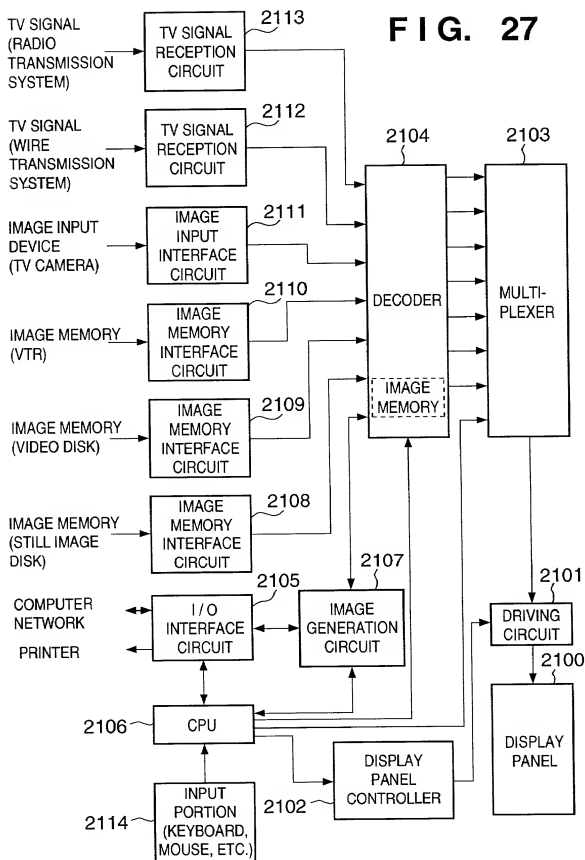 FIG. 27
TV SIGNAL
(RADIO
TRANSMISSION
SYSTEM)
TV SIGNAL
RECEPTION
CIRCUIT
2113
TV SIGNAL
(WIRE
TRANSMISSION
SYSTEM)
TV SIGNAL
RECEPTION
CIRCUIT
2112
IMAGE INPUT
DEVICE
(TV CAMERA)
IMAGE
INPUT
INTERFACE
CIRCUIT
2111
IMAGE MEMORY
(VTR)
IMAGE
MEMORY
INTERFACE
CIRCUIT
2110
IMAGE MEMORY
(VIDEO DISK)
IMAGE
MEMORY
INTERFACE
CIRCUIT
2109
IMAGE MEMORY
(STILL IMAGE
DISK)
IMAGE
MEMORY
INTERFACE
CIRCUIT
2108
2104
DECODER
IMAGE
MEMORY
2103
MULTI-
PLEXER
COMPUTER
NETWORK
PRINTER
2105
I/O
INTERFACE
CIRCUIT
2107
IMAGE
GENERATION
CIRCUIT
2101
DRIVING
CIRCUIT
2100
DISPLAY
PANEL
2106
CPU
2102
DISPLAY
PANEL
CONTROLLER
2114
INPUT
PORTION
(KEYBOARD,
MOUSE, ETC.)